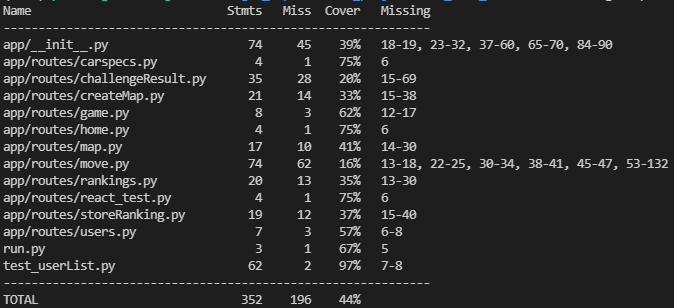 Name Stmts Miss Cover Missing
----------------------------------------------------------------
app/__init__.py 74 45 39% 18-19, 23-32, 37-60, 65-70, 84-90
app/routes/carspecs.py 4 1 75% 6
app/routes/challengeResult.py 35 28 20% 15-69
app/routes/createMap.py 21 14 33% 15-38
app/routes/game.py 8 3 62% 12-17
app/routes/home.py 4 1 75% 6
app/routes/map.py 17 10 41% 14-30
app/routes/move.py 74 62 16% 13-18, 22-25, 30-34, 38-41, 45-47, 53-132
app/routes/rankings.py 20 13 35% 13-30
app/routes/react_test.py 4 1 75% 6
app/routes/storeRanking.py 19 12 37% 15-40
app/routes/users.py 7 3 57% 6-8
run.py 3 1 67% 5
test_userList.py 62 2 97% 7-8
----------------------------------------------------------------
TOTAL 352 196 44%